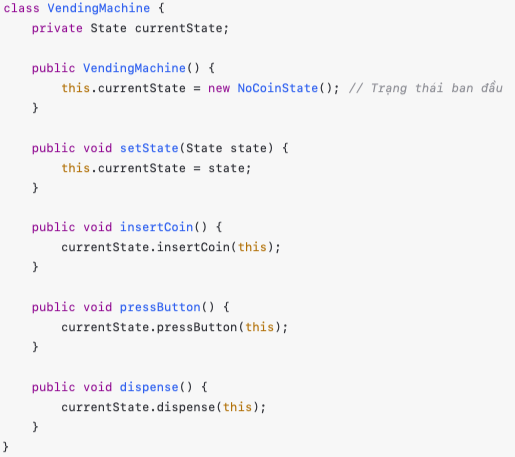 class VendingMachine {
    private State currentState;

    public VendingMachine() {
        this.currentState = new NoCoinState(); // Trạng thái ban đầu
    }

    public void setState(State state) {
        this.currentState = state;
    }

    public void insertCoin() {
        currentState.insertCoin(this);
    }

    public void pressButton() {
        currentState.pressButton(this);
    }

    public void dispense() {
        currentState.dispense(this);
    }
}